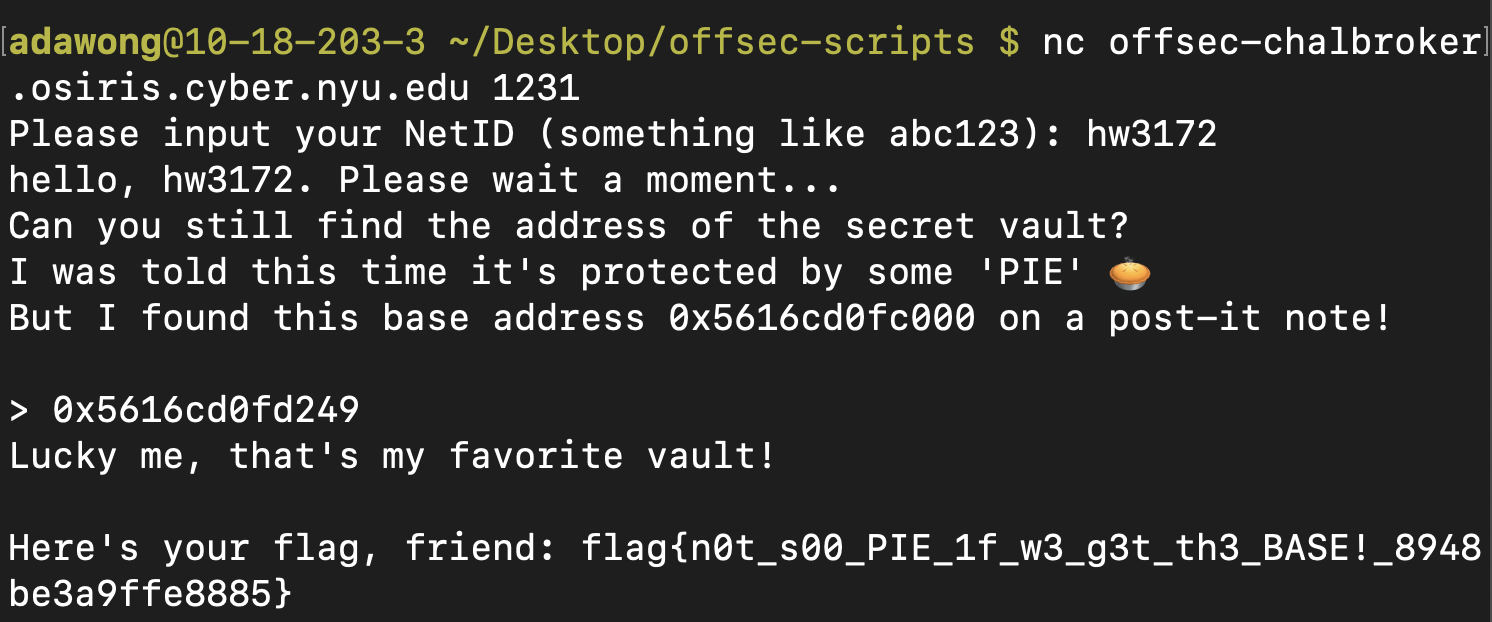 [adawong@10-18-203-3 ~/Desktop/offsec-scripts $ nc offsec-chalbroker]
.osiris.cyber.nyu.edu 1231
Please input your NetID (something like abc123): hw3172
hello, hw3172. Please wait a moment...
Can you still find the address of the secret vault?
I was told this time it's protected by some 'PIE' 🥧
But I found this base address 0x5616cd0fc000 on a post-it note!
> 0x5616cd0fd249
Lucky me, that's my favorite vault!
Here's your flag, friend: flag{n0t_s00_PIE_1f_w3_g3t_th3_BASE!_8948
be3a9ffe8885}